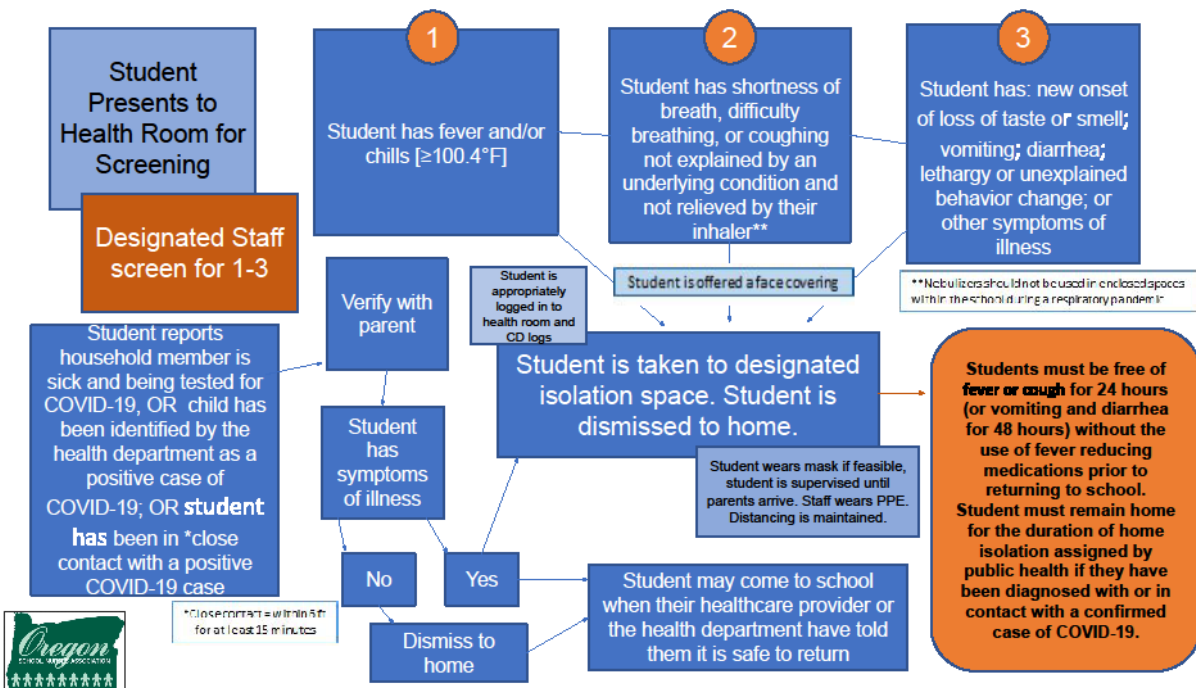 Student
Presents to
Health Room for
Screening
Designated Staff
screen for 1-3
1
Student has fever and/or
chills [≥100.4°F]
2
Student has shortness of
breath, difficulty
breathing, or coughing
not explained by an
underlying condition and
not relieved by their
inhaler**
3
Student has: new onset
of loss of taste or smell;
vomiting; diarrhea;
lethargy or unexplained
behavior change; or
other symptoms of
illness
Student is offered a face covering
**Nebulizers should not be used in enclosed spaces
within the school during a respiratory pandemic
Student is
appropriately
logged in to
health room and
CD logs
Student is taken to designated
isolation space. Student is
dismissed to home.
Student wears mask if feasible,
student is supervised until
parents arrive. Staff wears PPE.
Distancing is maintained.
Students must be free of
fever or cough for 24 hours
(or vomiting and diarrhea
for 48 hours) without the
use of fever reducing
medications prior to
returning to school.
Student must remain home
for the duration of home
isolation assigned by
public health if they have
been diagnosed with or in
contact with a confirmed
case of COVID-19.
Student reports
household member is
sick and being tested for
COVID-19, OR child has
been identified by the
health department as a
positive case of
COVID-19; OR student
has been in *close
contact with a positive
COVID-19 case
*Close contact = within 6 ft
for at least 15 minutes
Verify with
parent
Student
has
symptoms
of illness
No
Yes
Dismiss to
home
Student may come to school
when their healthcare provider or
the health department have told
them it is safe to return
Oregon
SCHOOL NURSES ASSOCIATION